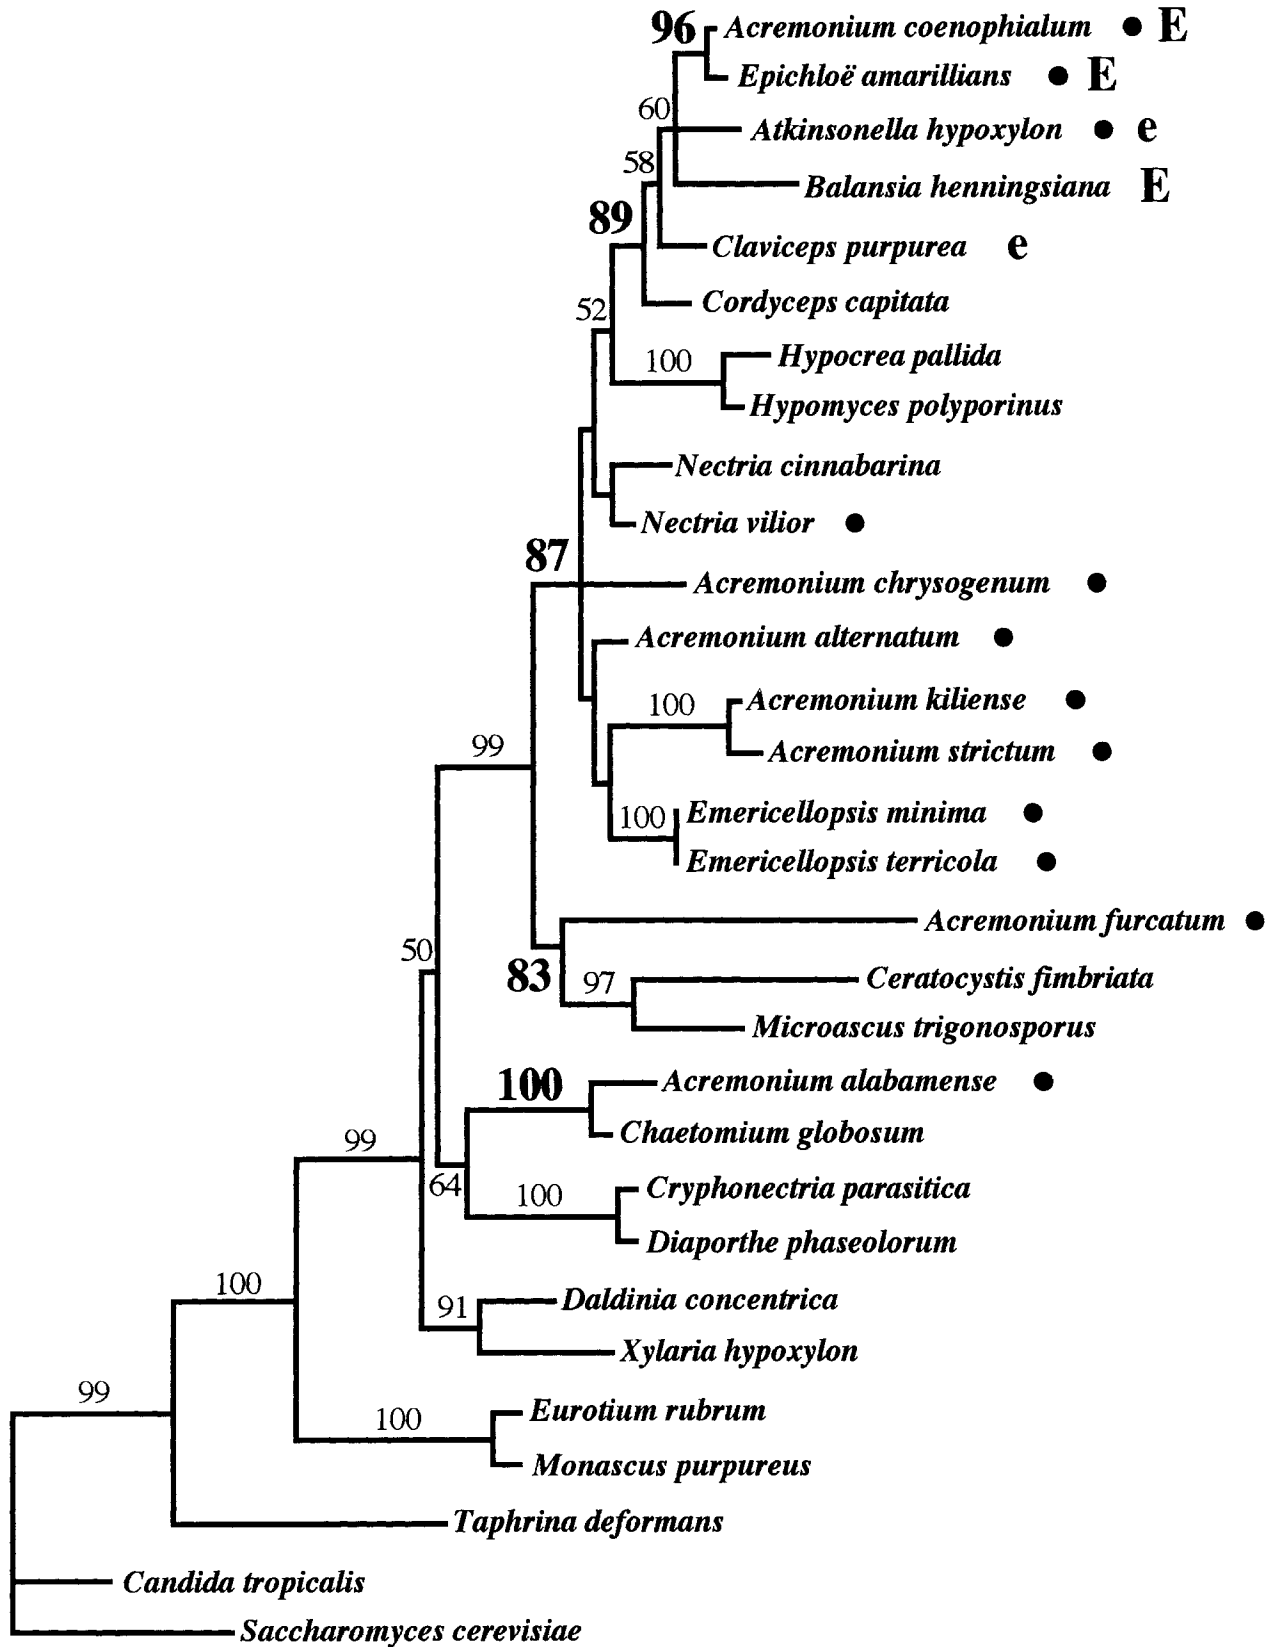 96 Acremonium coenophialum ● E
Epichloë amarillians ● E
60
Atkinsonella hypoxylon ● e
58
Balansia henningsiana E
89
Claviceps purpurea e
Cordyceps capitata
52
100 Hypocrea pallida
Hypomyces polyporinus
Nectria cinnabarina
Nectria vilior ●
87
Acremonium chrysogenum ●
Acremonium alternatum ●
100 Acremonium kiliense ●
99 Acremonium strictum ●
100 Emericellopsis minima ●
Emericellopsis terricola ●
Acremonium furcatum ●
50
83 97 Ceratocystis fimbriata
Microascus trigonosporus
100 Acremonium alabamense ●
Chaetomium globosum
99
64 100 Cryphonectria parasitica
Diaporthe phaseolorum
100
91 Daldinia concentrica
Xylaria hypoxylon
99
100 Eurotium rubrum
Monascus purpureus
Taphrina deformans
Candida tropicalis
Saccharomyces cerevisiae